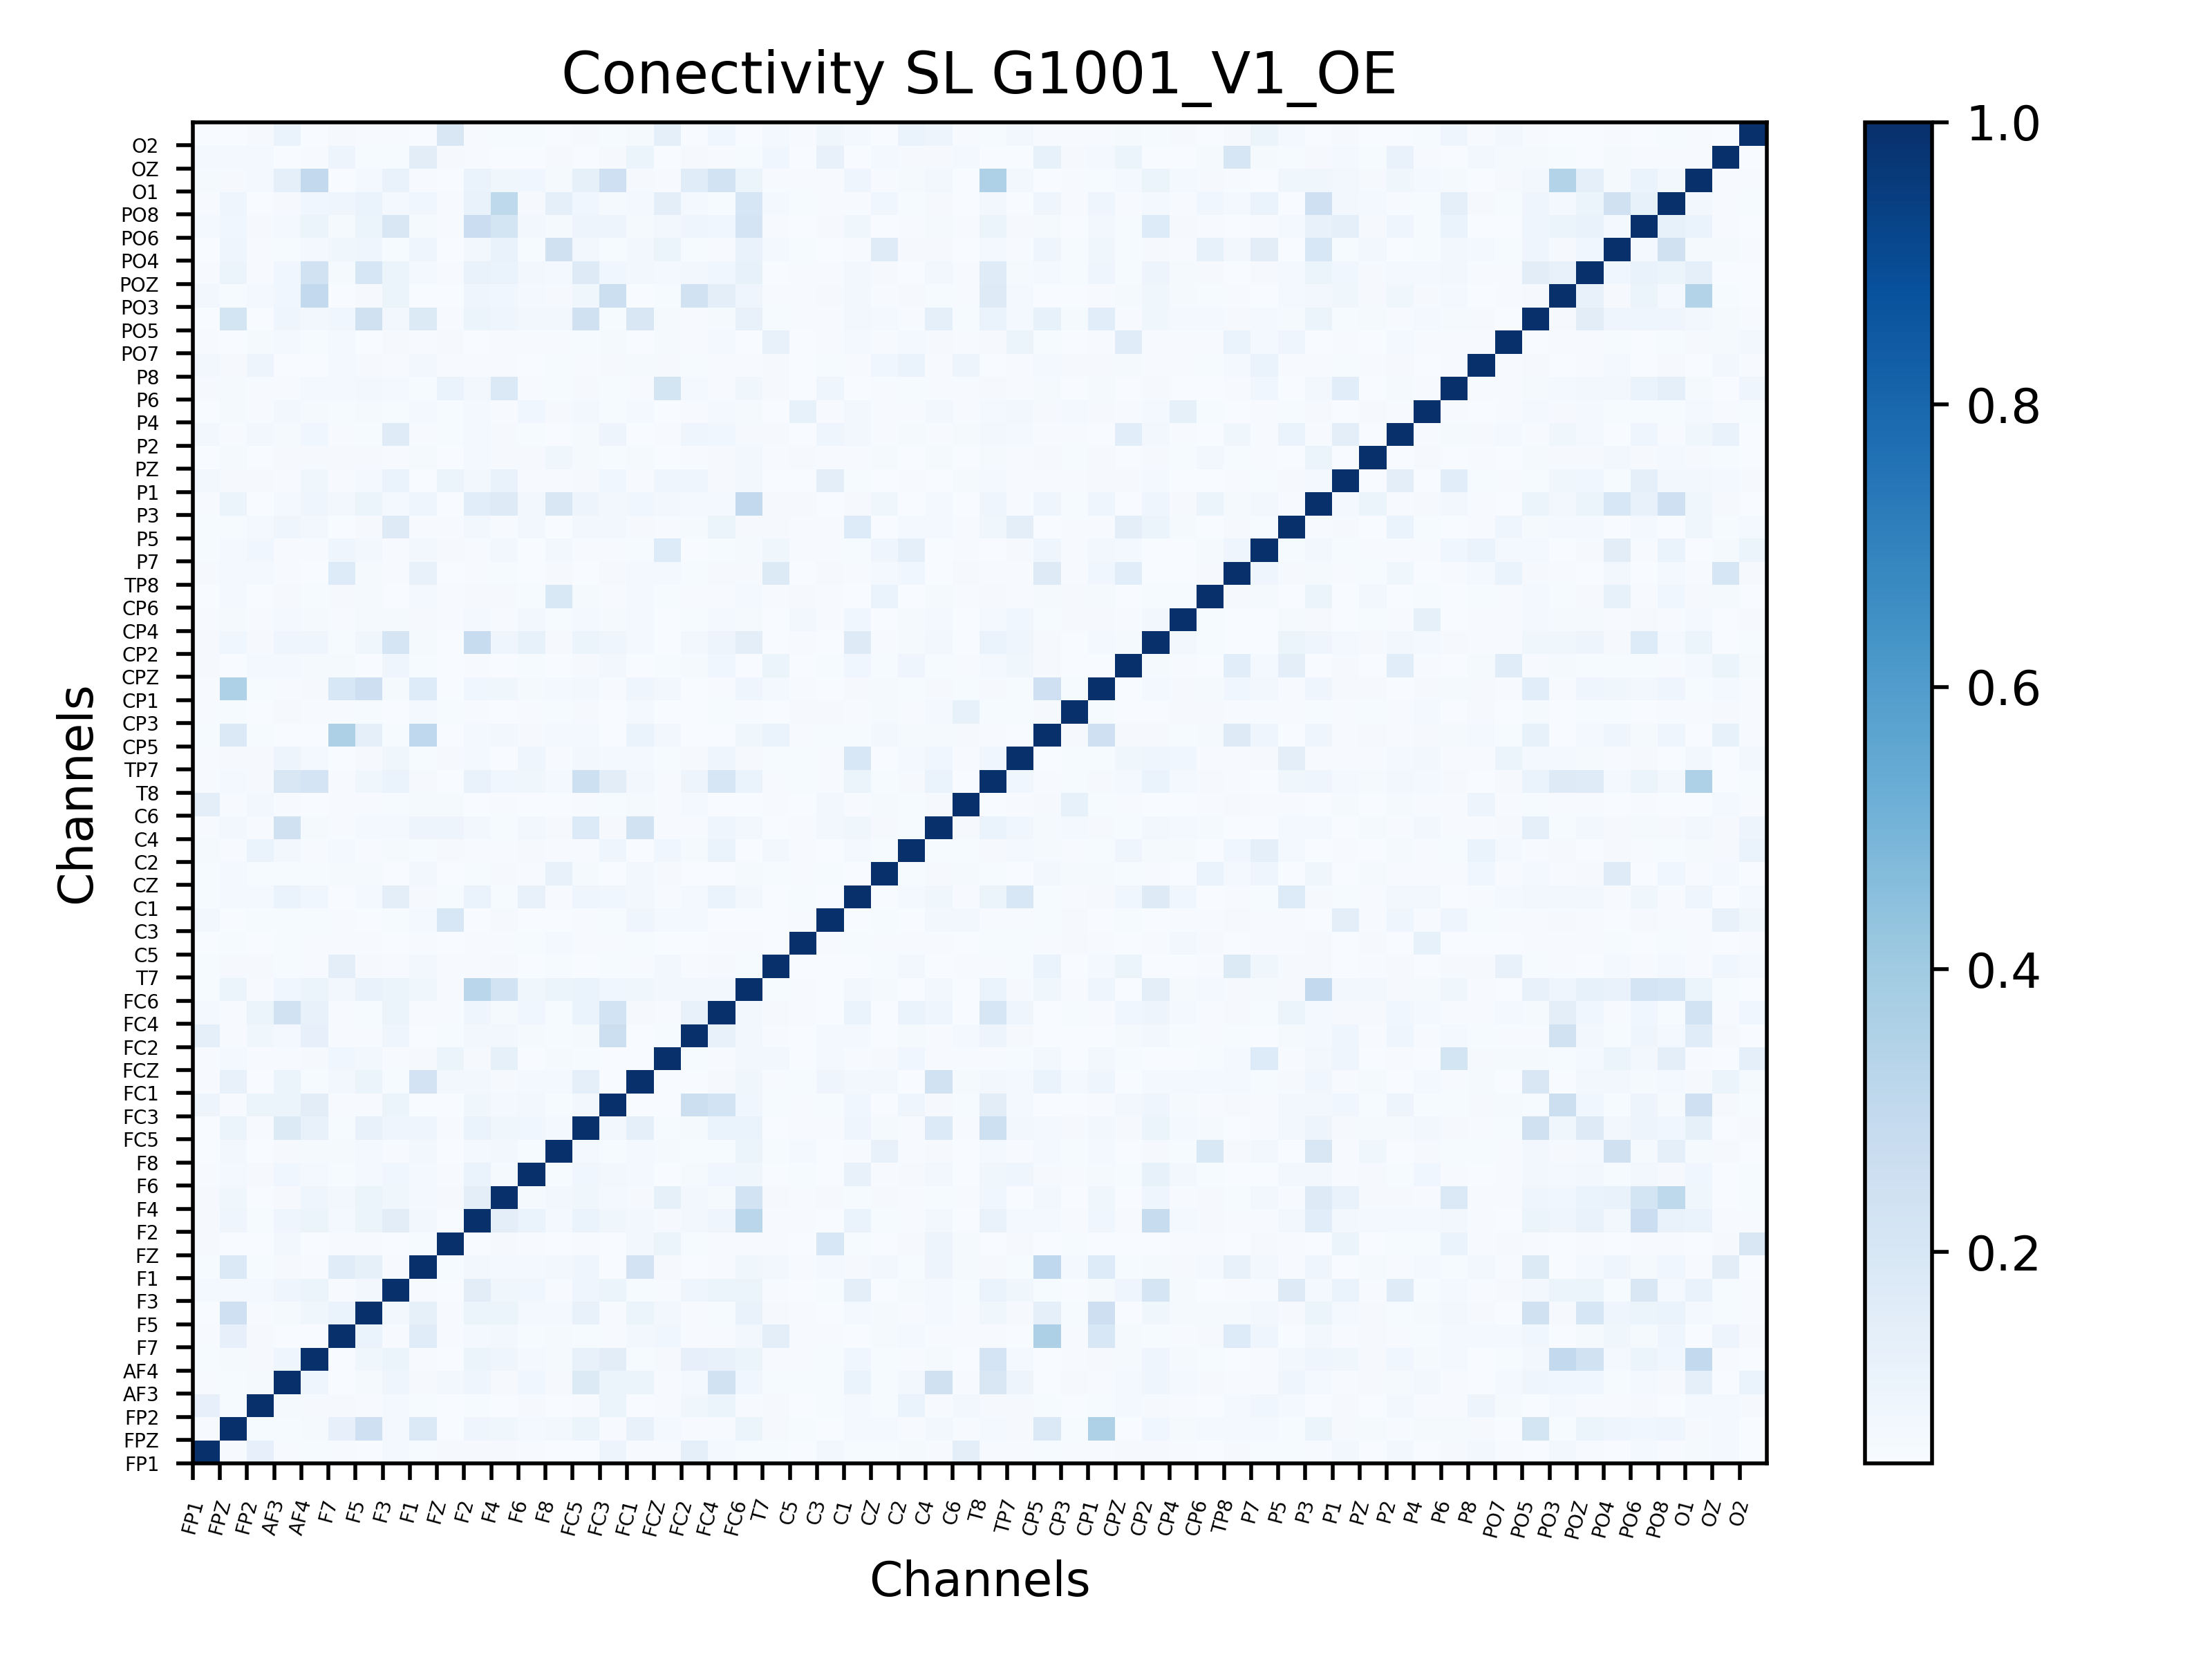 Conectivity SL G1001_V1_OE
Channels
O2
OZ
O1
PO8
PO6
PO4
POZ
PO3
PO5
PO7
P8
P6
P4
P2
PZ
P1
P3
P5
P7
TP8
CP6
CP4
CP2
CPZ
CP1
CP3
CP5
TP7
T8
C6
C4
C2
CZ
C1
C3
C5
T7
FC6
FC4
FC2
FCZ
FC1
FC3
FC5
F8
F6
F4
F2
FZ
F1
F3
F5
F7
AF4
AF3
FP2
FPZ
FP1
FP1 FPZ FP2 AF3 AF4 F7 F5 F3 F1 FZ F2 F4 F6 F8 FC5 FC3 FC1 FCZ FC2 FC4 FC6 T7 C5 C3 C1 CZ C2 C4 C6 T8 TP7 CP5 CP3 CP1 CPZ CP2 CP4 CP6 TP8 P7 P5 P3 P1 PZ P2 P4 P6 P8 PO7 PO5 PO3 POZ PO4 PO6 PO8 O1 OZ O2
Channels
1.0
0.8
0.6
0.4
0.2